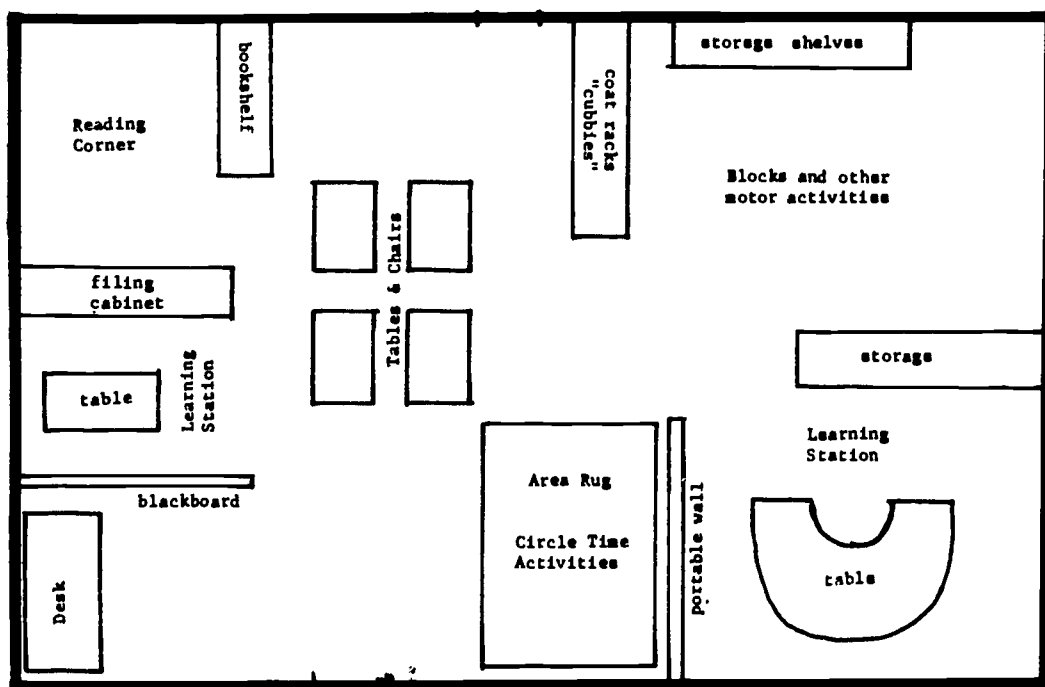 bookshelf
coat racks
"cubbies"
storage shelves
Reading
Corner
Blocks and other
motor activities
Tables & Chairs
filing
cabinet
storage
table
Learning
Station
Learning
Station
blackboard
Area Rug
Circle Time
Activities
portable wall
table
Desk